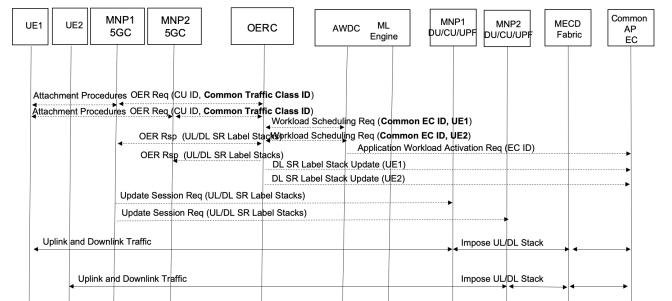 UE1
UE2
MNP1
5GC
MNP2
5GC
OERC
AWDC
ML
Engine
MNP1
DU/CU/UPF
MNP2
DU/CU/UPF
MECD
Fabric
Common
AP
EC
Attachment Procedures OER Req (CU ID, Common Traffic Class ID)
Attachment Procedures OER Req (CU ID, Common Traffic Class ID)
Workload Scheduling Req (Common EC ID, UE1)
OER Rsp (UL/DL SR Label Stacks)
Workload Scheduling Req (Common EC ID, UE2)
Application Workload Activation Req (EC ID)
OER Rsp (UL/DL SR Label Stacks)
DL SR Label Stack Update (UE1)
DL SR Label Stack Update (UE2)
Update Session Req (UL/DL SR Label Stacks)
Update Session Req (UL/DL SR Label Stacks)
Uplink and Downlink Traffic
Impose UL/DL Stack
Uplink and Downlink Traffic
Impose UL/DL Stack